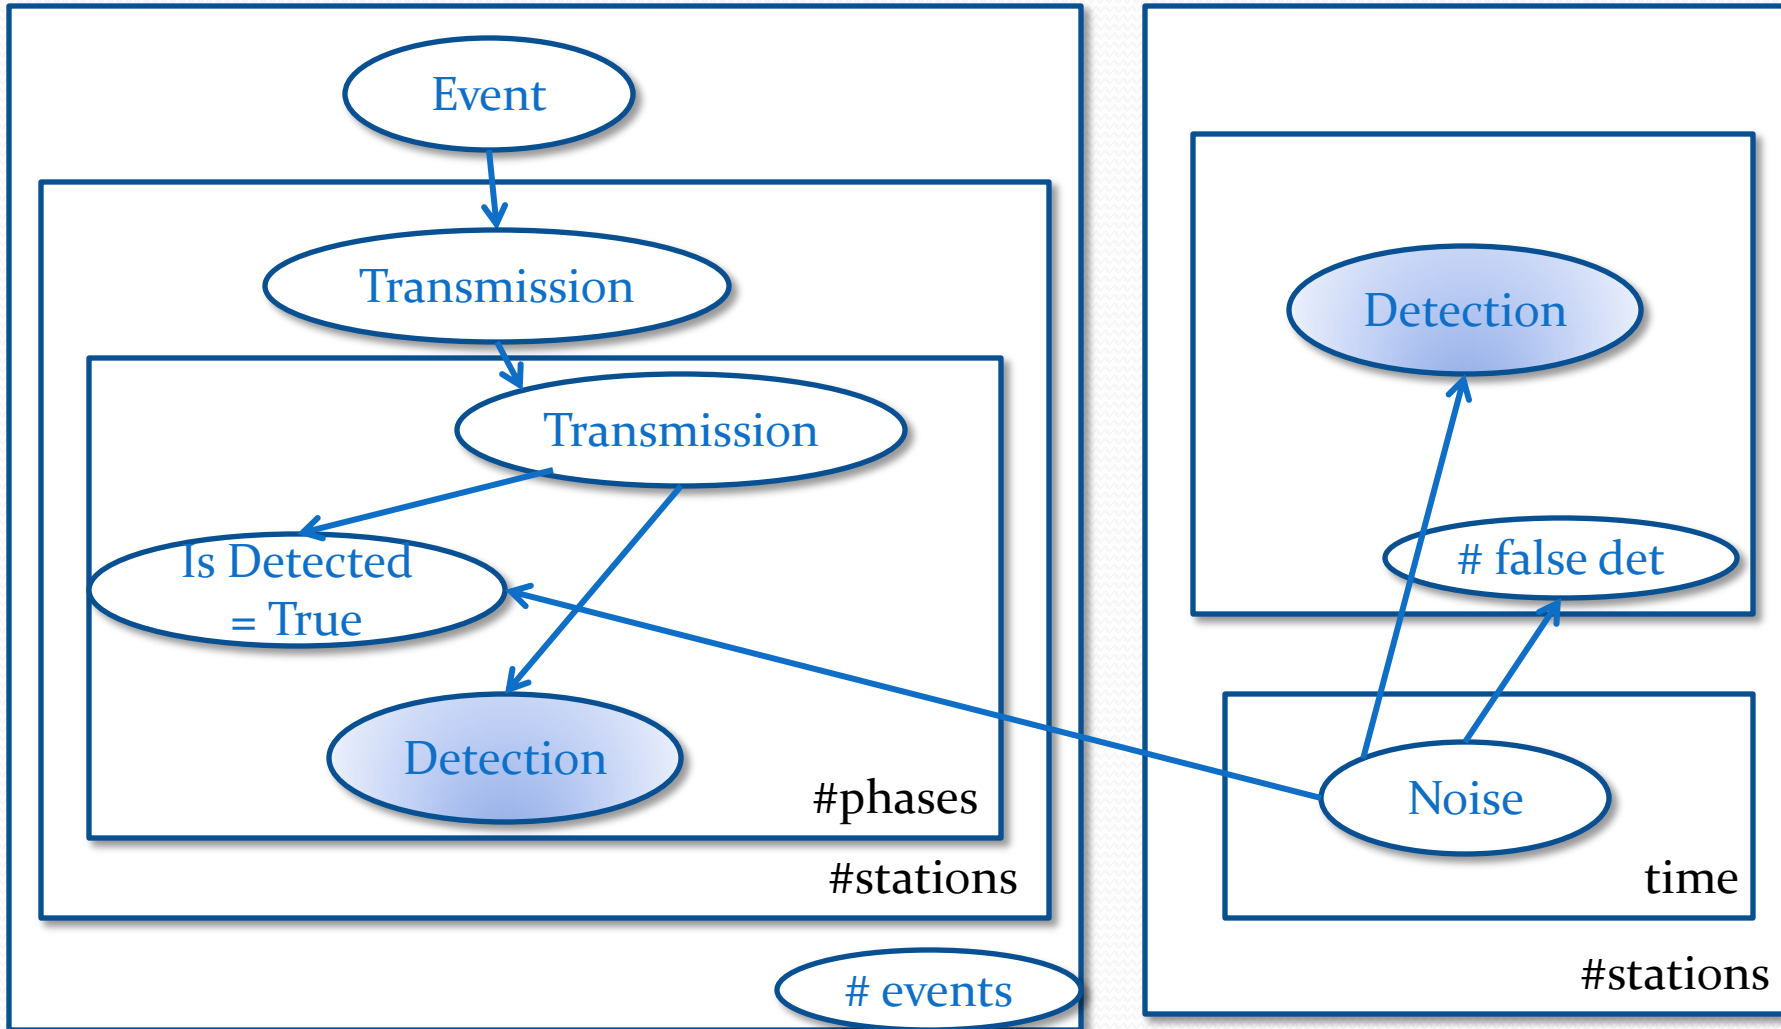 Event
Transmission
Transmission
Is Detected
= True
Detection
#phases
#stations
# events
Detection
# false det
Noise
time
#stations